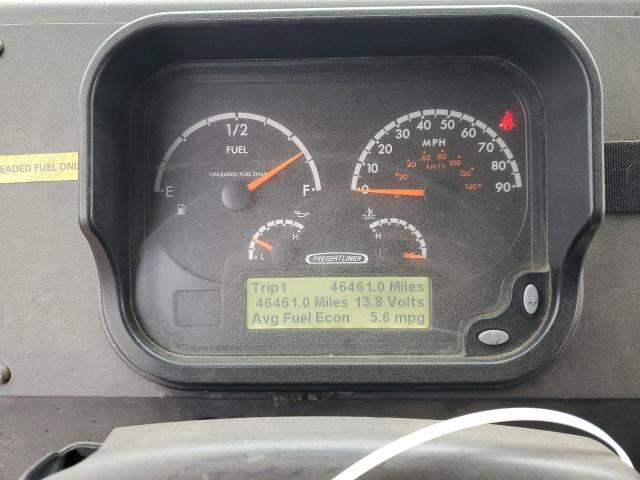 1/2
FUEL
UNLEADED FUEL ONLY
E
F
L
H
0
10
20
30
40
50
60
70
80
90
MPH
0
20
40
60
80
100
120
140
km/h
H
FREIGHTLINER
Trip1 46461.0 Miles
46461.0 Miles 13.8 Volts
Avg Fuel Econ 5.6 mpg
LEADED FUEL ONLY